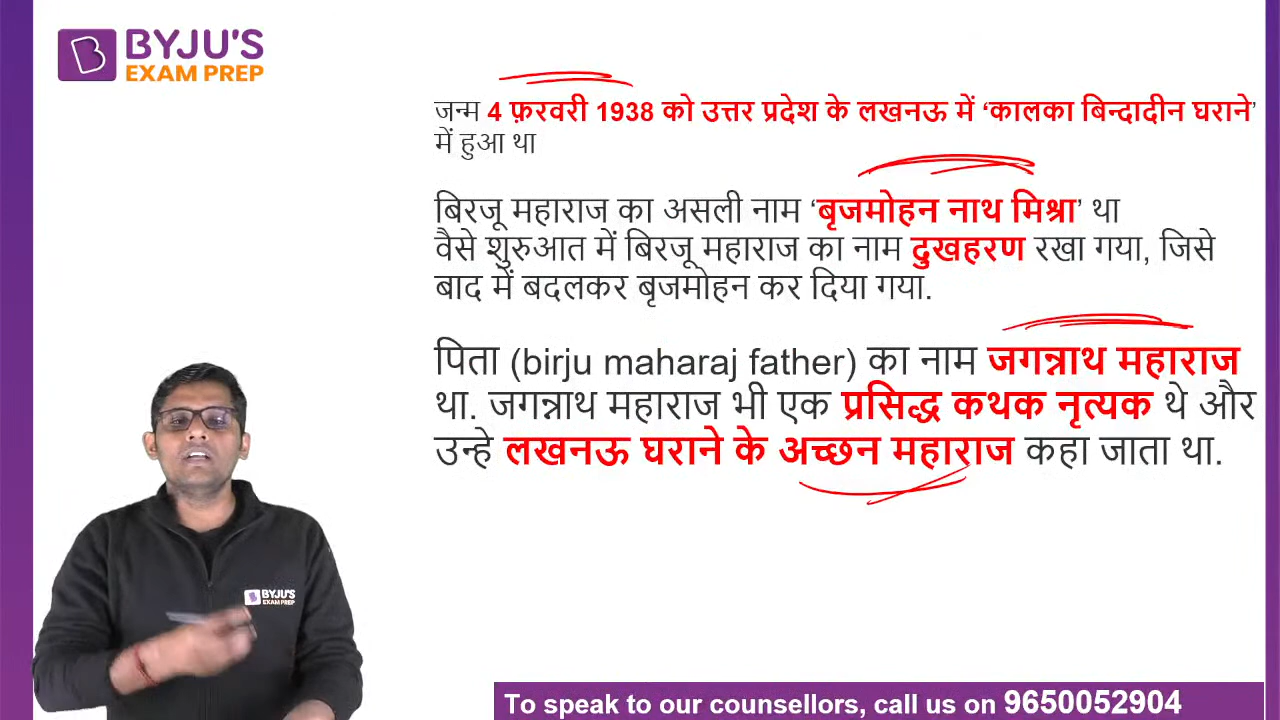 BYJU'S
EXAM PREP
जन्म 4 फ़रवरी 1938 को उत्तर प्रदेश के लखनऊ में ‘कालका बिन्दादीन घराने’
में हुआ था
बिरजू महाराज का असली नाम ‘बृजमोहन नाथ मिश्रा’ था
वैसे शुरुआत में बिरजू महाराज का नाम दुखहरण रखा गया, जिसे
बाद में बदलकर बृजमोहन कर दिया गया.
पिता (birju maharaj father) का नाम जगन्नाथ महाराज
था. जगन्नाथ महाराज भी एक प्रसिद्ध कथक नृत्यक थे और
उन्हे लखनऊ घराने के अच्छन महाराज कहा जाता था.
BYJU'S
EXAM PREP
To speak to our counsellors, call us on 9650052904